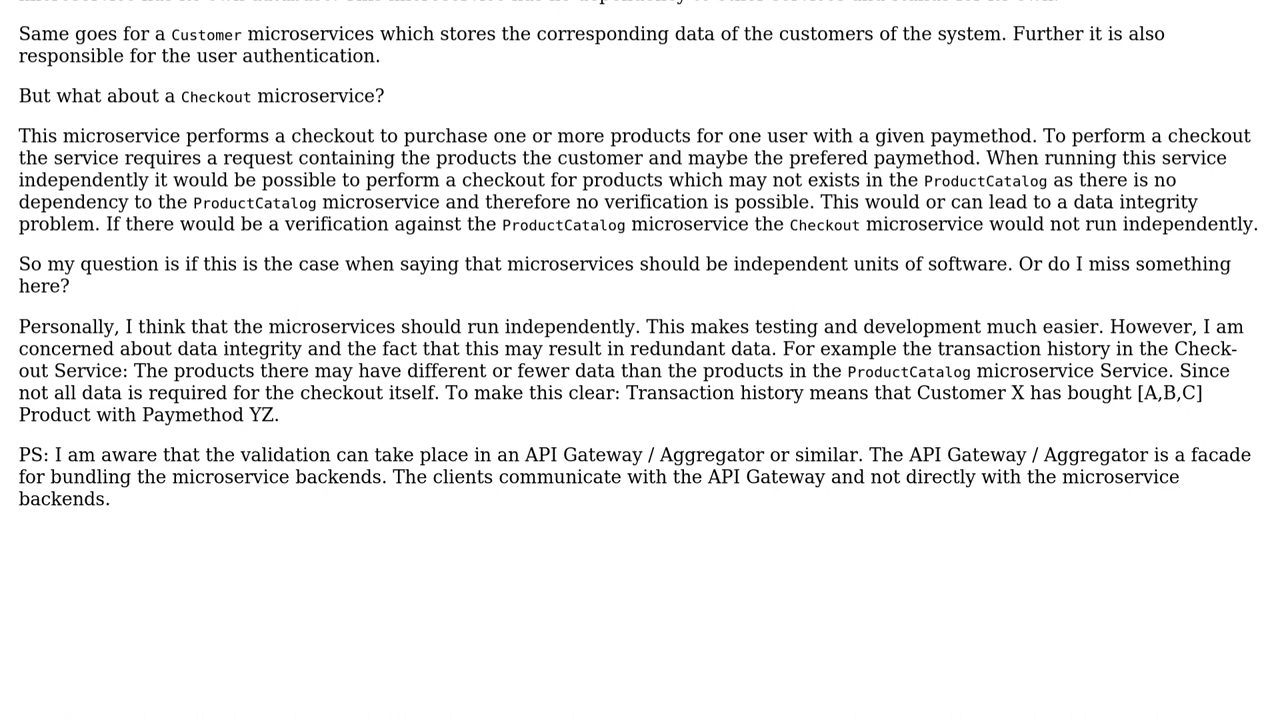 Same goes for a Customer microservices which stores the corresponding data of the customers of the system. Further it is also
responsible for the user authentication.
But what about a Checkout microservice?
This microservice performs a checkout to purchase one or more products for one user with a given paymethod. To perform a checkout
the service requires a request containing the products the customer and maybe the prefered paymethod. When running this service
independently it would be possible to perform a checkout for products which may not exists in the ProductCatalog as there is no
dependency to the ProductCatalog microservice and therefore no verification is possible. This would or can lead to a data integrity
problem. If there would be a verification against the ProductCatalog microservice the Checkout microservice would not run independently.
So my question is if this is the case when saying that microservices should be independent units of software. Or do I miss something
here?
Personally, I think that the microservices should run independently. This makes testing and development much easier. However, I am
concerned about data integrity and the fact that this may result in redundant data. For example the transaction history in the Check-
out Service: The products there may have different or fewer data than the products in the ProductCatalog microservice Service. Since
not all data is required for the checkout itself. To make this clear: Transaction history means that Customer X has bought [A,B,C]
Product with Paymethod YZ.
PS: I am aware that the validation can take place in an API Gateway / Aggregator or similar. The API Gateway / Aggregator is a facade
for bundling the microservice backends. The clients communicate with the API Gateway and not directly with the microservice
backends.